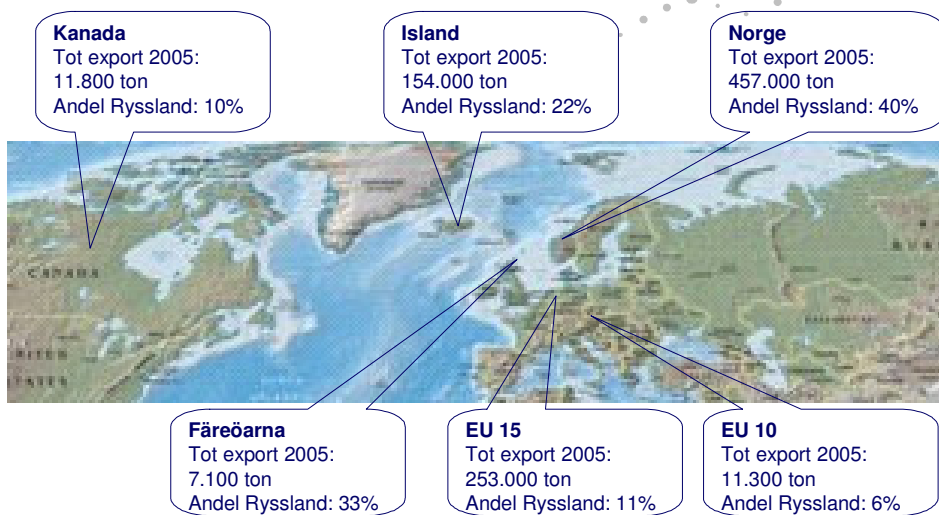 Kanada
Tot export 2005:
11.800 ton
Andel Ryssland: 10%
Island
Tot export 2005:
154.000 ton
Andel Ryssland: 22%
Norge
Tot export 2005:
457.000 ton
Andel Ryssland: 40%
CANADA
Färeöarna
Tot export 2005:
7.100 ton
Andel Ryssland: 33%
EU 15
Tot export 2005:
253.000 ton
Andel Ryssland: 11%
EU 10
Tot export 2005:
11.300 ton
Andel Ryssland: 6%